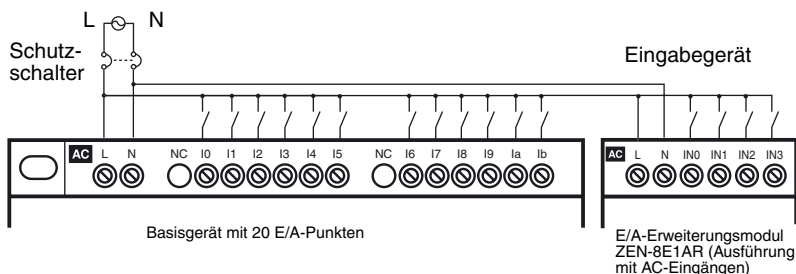 L N
Schutz-
schalter
Eingabegerät
AC L N NC I0 I1 I2 I3 I4 I5 NC I6 I7 I8 I9 Ia Ib
AC L N IN0 IN1 IN2 IN3
Basisgerät mit 20 E/A-Punkten
E/A-Erweiterungsmodul
ZEN-8E1AR (Ausführung
mit AC-Eingängen)